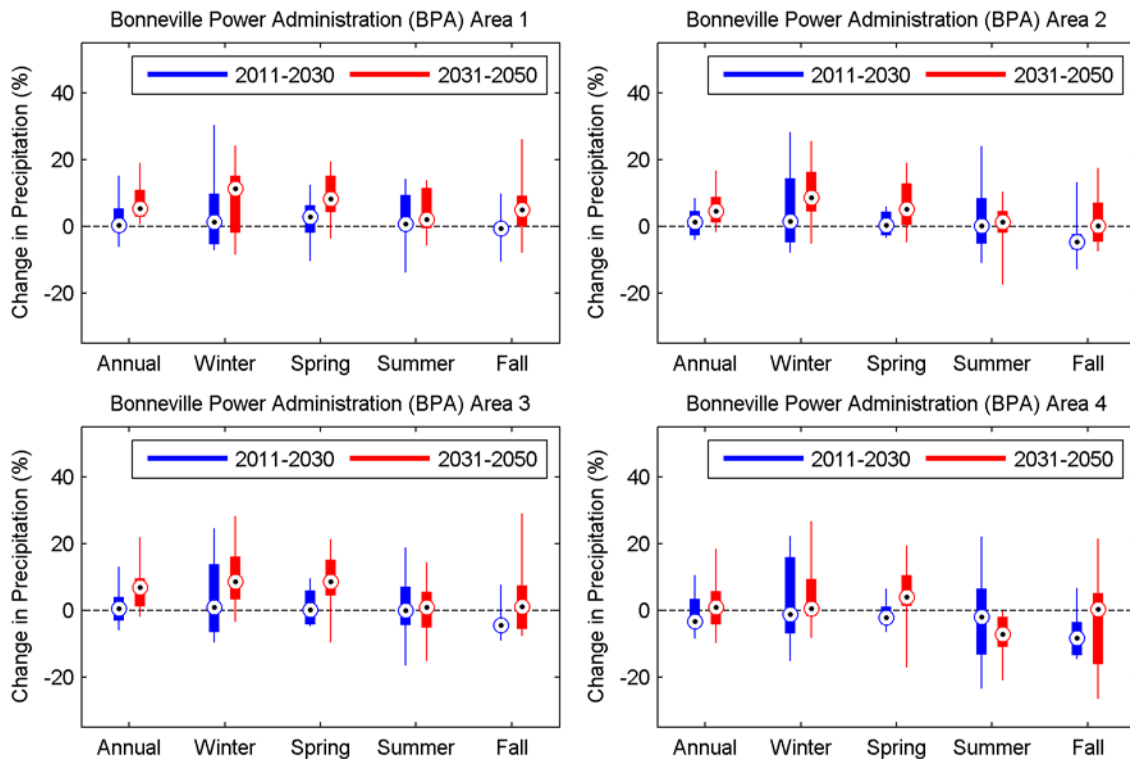 Bonneville Power Administration (BPA) Area 1
Change in Precipitation (%)
40
20
0
-20
2011-2030 2031-2050
Annual Winter Spring Summer Fall
Bonneville Power Administration (BPA) Area 2
Change in Precipitation (%)
40
20
0
-20
2011-2030 2031-2050
Annual Winter Spring Summer Fall
Bonneville Power Administration (BPA) Area 3
Change in Precipitation (%)
40
20
0
-20
2011-2030 2031-2050
Annual Winter Spring Summer Fall
Bonneville Power Administration (BPA) Area 4
Change in Precipitation (%)
40
20
0
-20
2011-2030 2031-2050
Annual Winter Spring Summer Fall